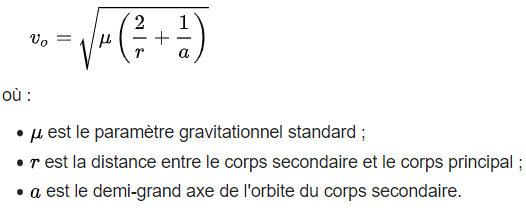 $v_o = \sqrt{\mu \left( \frac{2}{r} + \frac{1}{a} \right)}$
où :
• μ est le paramètre gravitationnel standard ;
• r est la distance entre le corps secondaire et le corps principal ;
• a est le demi-grand axe de l'orbite du corps secondaire.